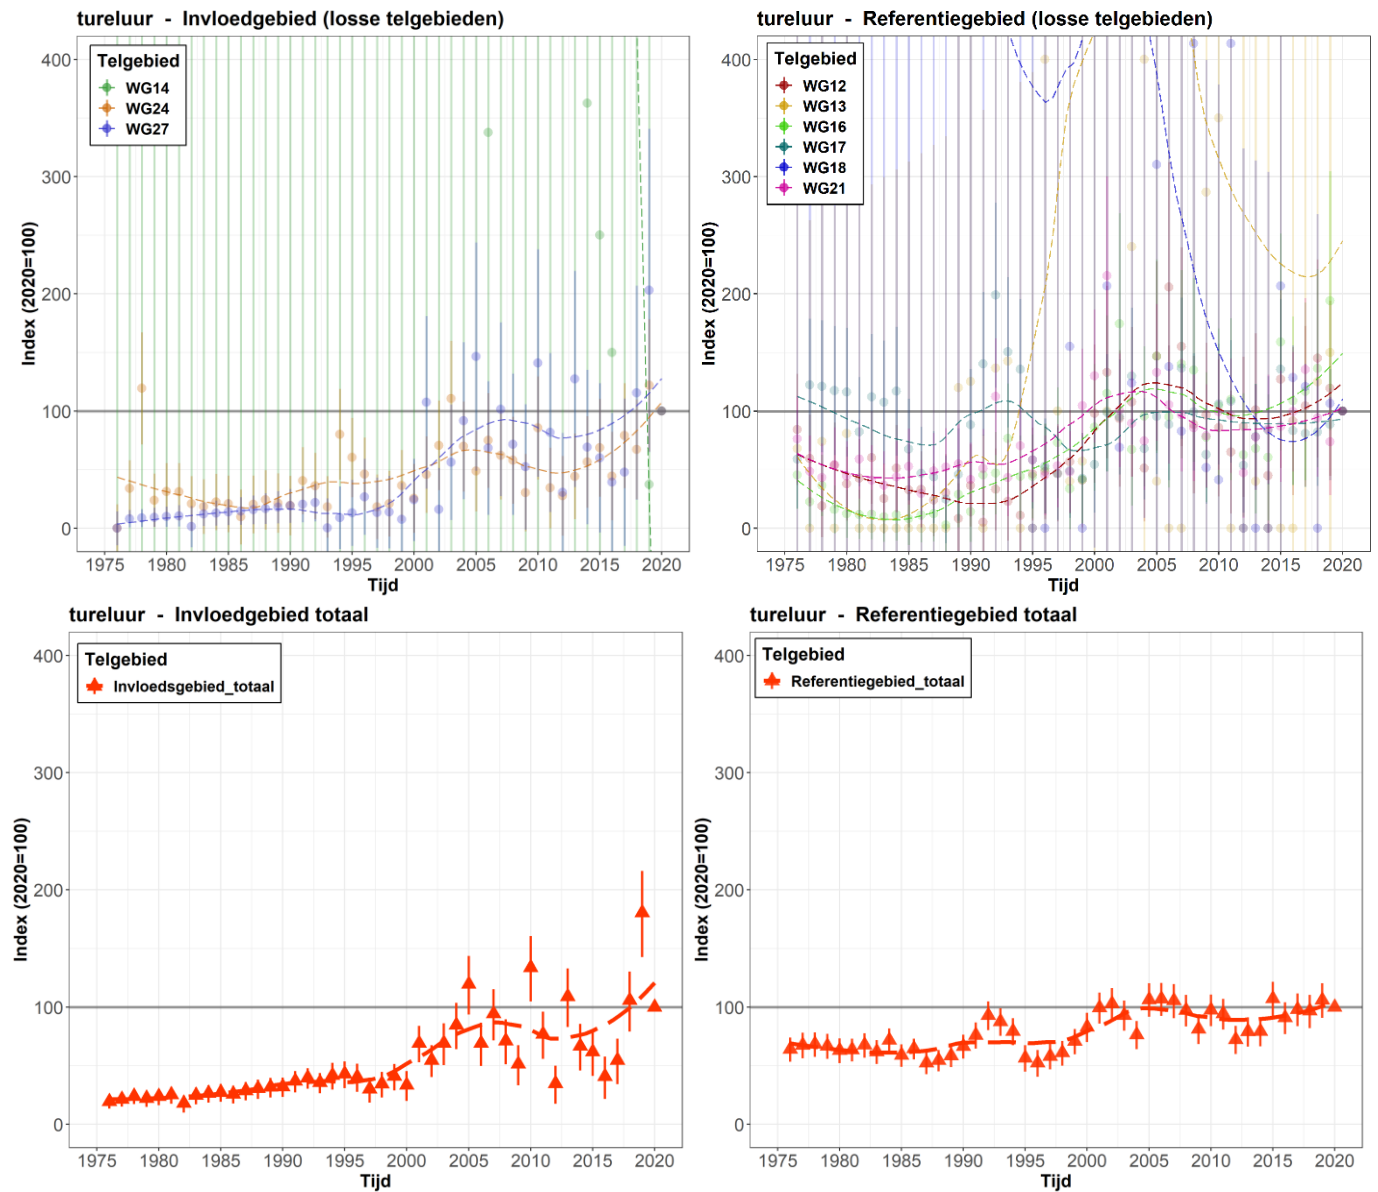 tureluur - Invloedgebied (losse telgebieden)
Telgebied
WG14
WG24
WG27
Index (2020=100)
400
300
200
100
0
1975 1980 1985 1990 1995 2000 2005 2010 2015 2020
Tijd
tureluur - Referentiegebied (losse telgebieden)
Telgebied
WG12
WG13
WG16
WG17
WG18
WG21
Index (2020=100)
400
300
200
100
0
1975 1980 1985 1990 1995 2000 2005 2010 2015 2020
Tijd
tureluur - Invloedgebied totaal
Telgebied
Invloedsgebied_totaal
Index (2020=100)
400
300
200
100
0
1975 1980 1985 1990 1995 2000 2005 2010 2015 2020
Tijd
tureluur - Referentiegebied totaal
Telgebied
Referentiegebied_totaal
Index (2020=100)
400
300
200
100
0
1975 1980 1985 1990 1995 2000 2005 2010 2015 2020
Tijd